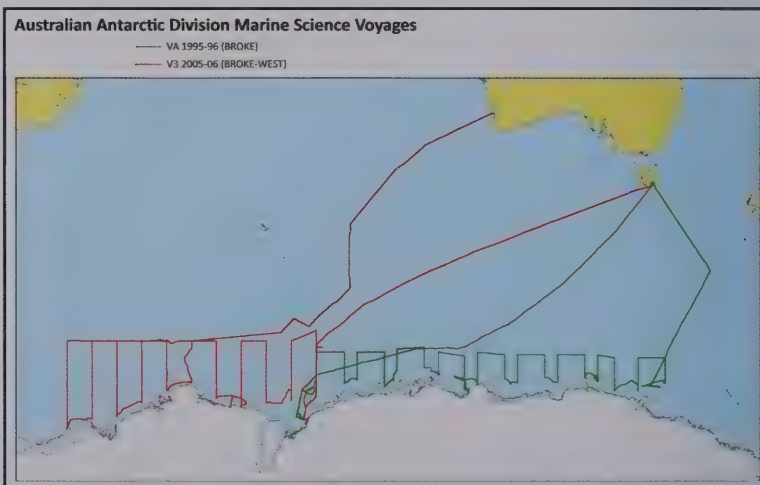 Australian Antarctic Division Marine Science Voyages
VA 1995-96 (BROKE)
V3 2005-06 (BROKE-WEST)